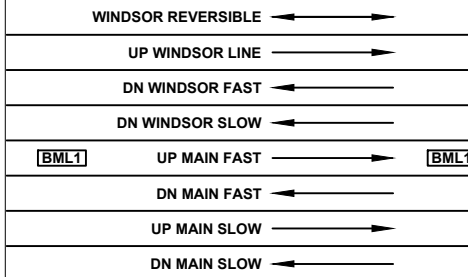 WINDSOR REVERSIBLE
UP WINDSOR LINE
DN WINDSOR FAST
DN WINDSOR SLOW
BML1 UP MAIN FAST BML1
DN MAIN FAST
UP MAIN SLOW
DN MAIN SLOW